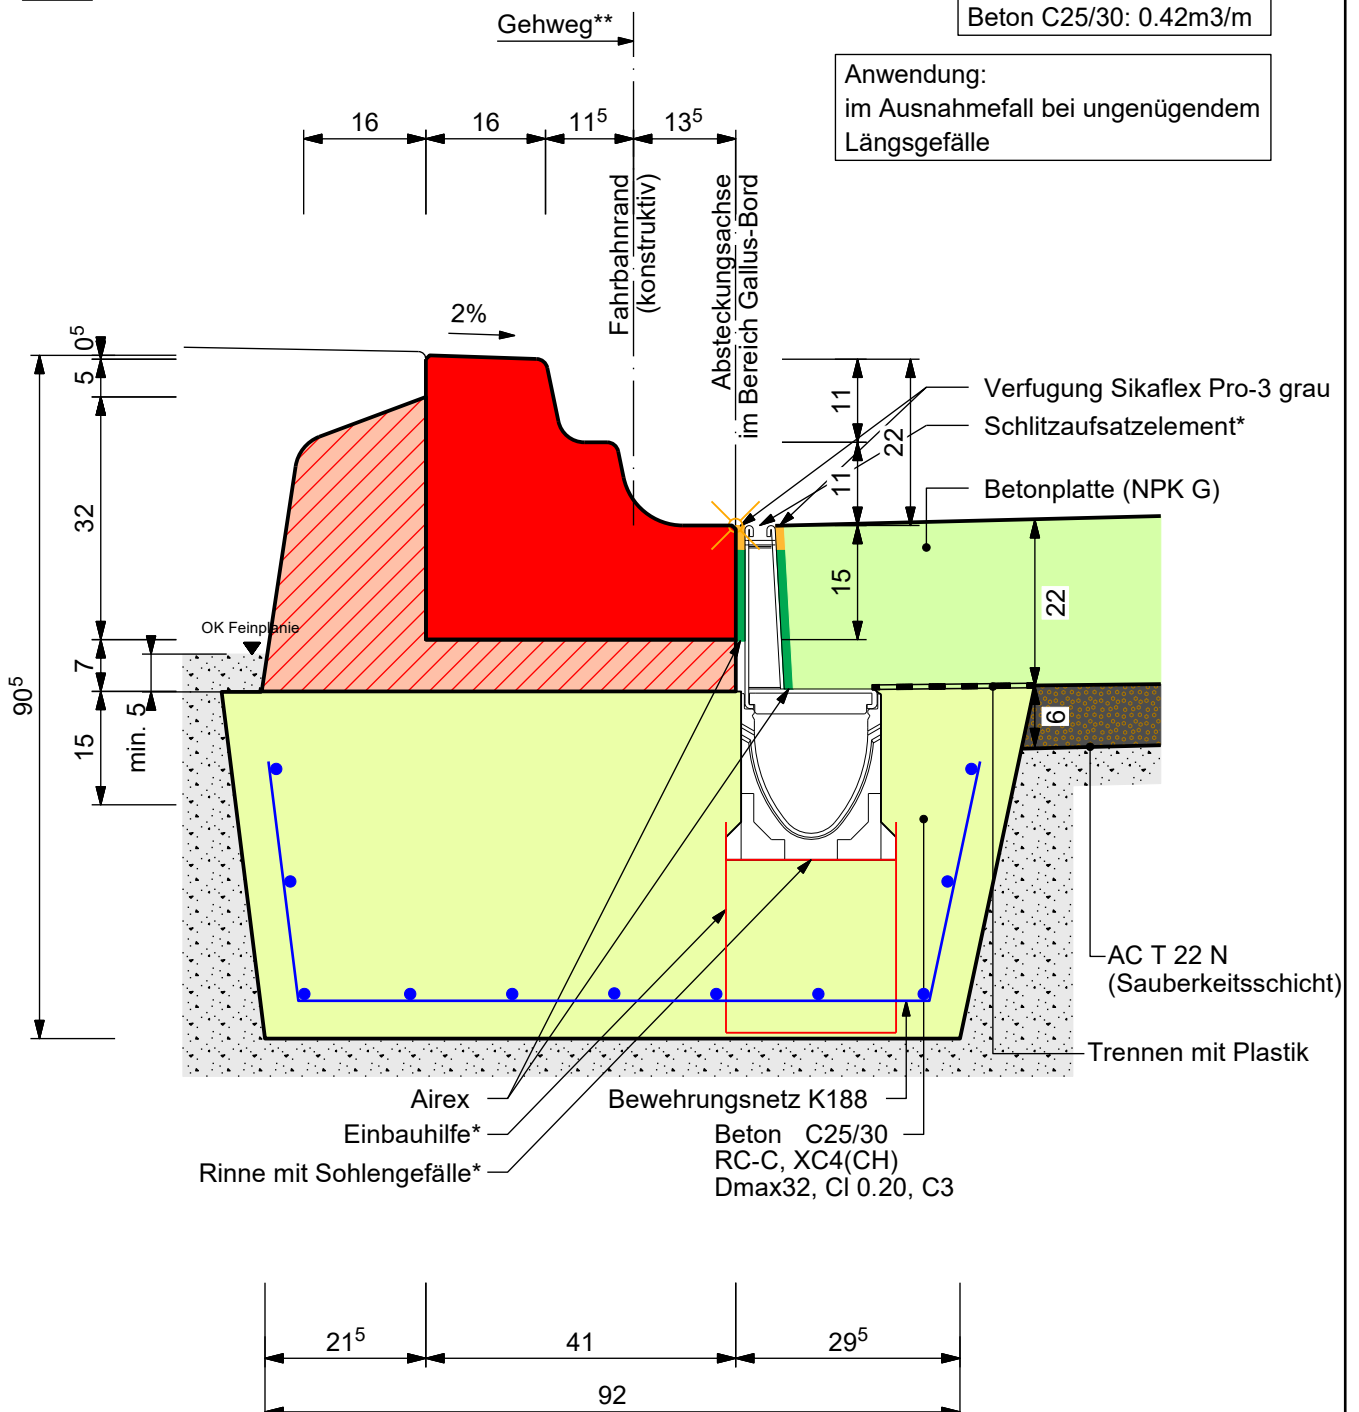 Gehweg**
Beton C25/30: 0.42m3/m
Anwendung:
im Ausnahmefall bei ungenügendem
Längsgefälle
16
16
11⁵
13⁵
Fahrbahnrand
(konstruktiv)
Absteckungsachse
im Bereich Gallus-Bord
2%
0⁵
5
32
7
15
min. 5
90⁵
OK Feinplanie
11
11
22
15
22
6
Verfugung Sikaflex Pro-3 grau
Schlitzaufsatzelement*
Betonplatte (NPK G)
AC T 22 N
(Sauberkeitsschicht)
Trennen mit Plastik
Airex
Einbauhilfe*
Rinne mit Sohlengefälle*
Bewehrungsnetz K188
Beton C25/30
RC-C, XC4(CH)
Dmax32, Cl 0.20, C3
21⁵
41
29⁵
92